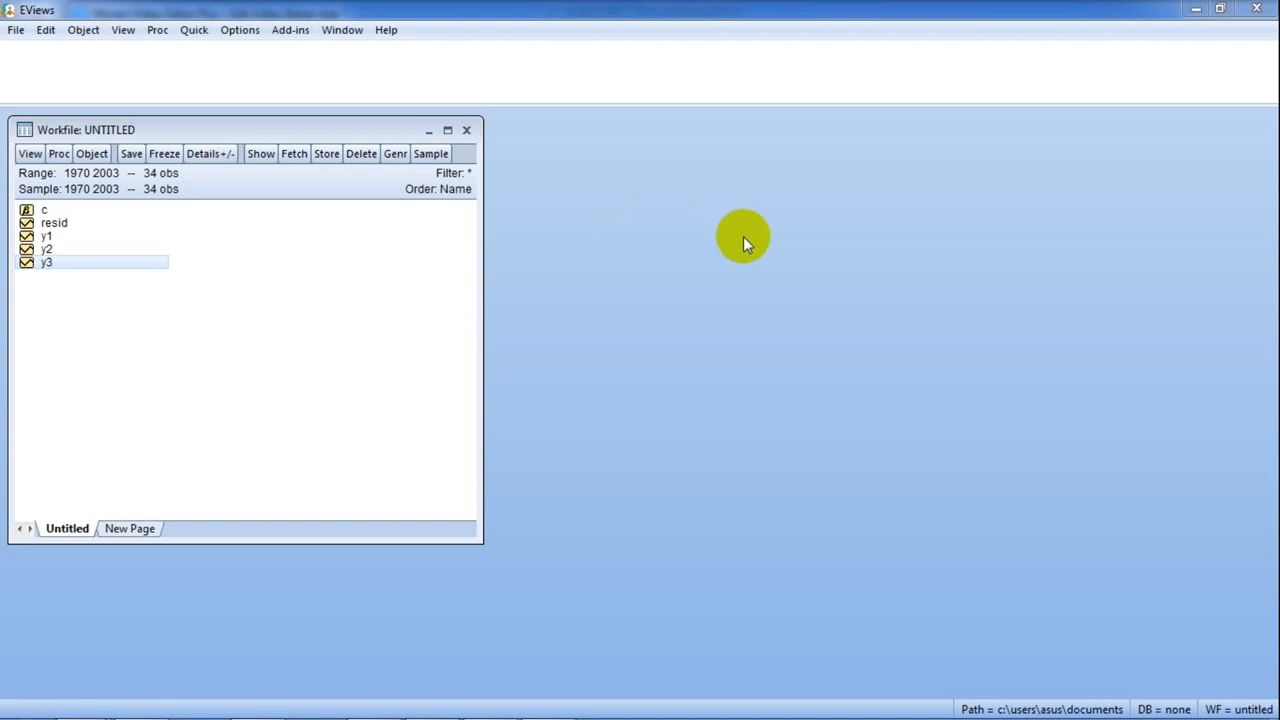 EViews
File Edit Object View Proc Quick Options Add-ins Window Help
Workfile: UNTITLED
View Proc Object Save Freeze Details+/- Show Fetch Store Delete Genr Sample
Range: 1970 2003 -- 34 obs Filter: *
Sample: 1970 2003 -- 34 obs Order: Name
β c
resid
y1
y2
y3
Untitled New Page
Path = c:\users\asus\documents DB = none WF = untitled